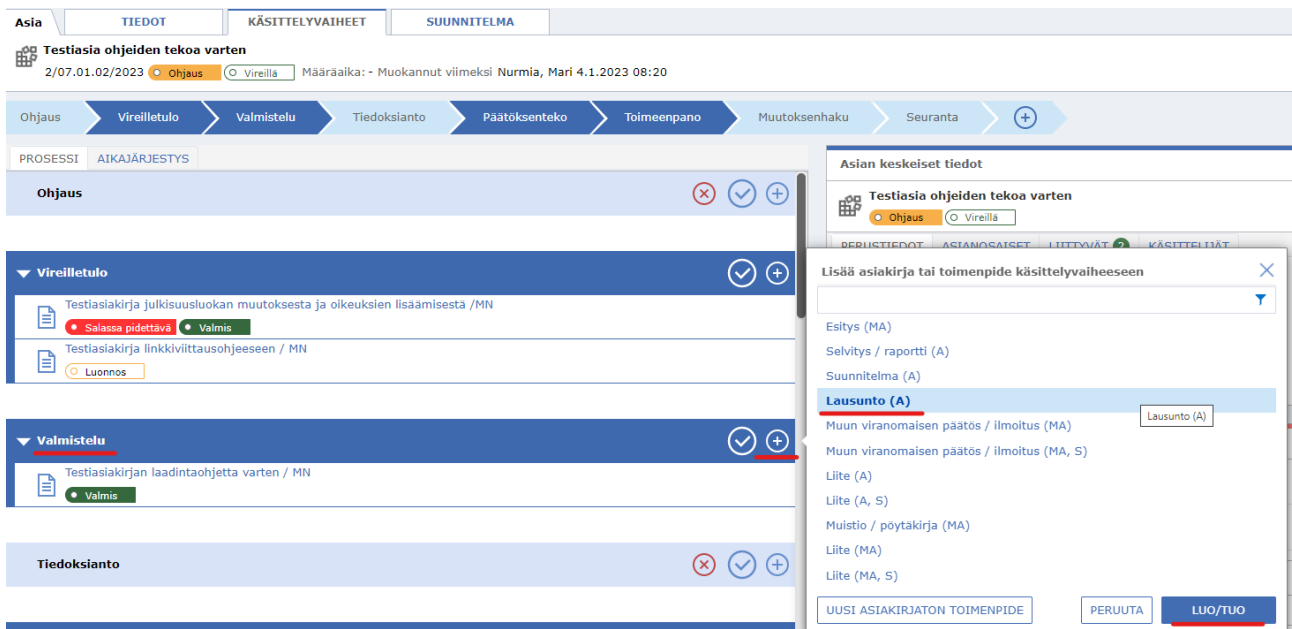 Asia TIEDOT KÄSITTELYVAIHEET SUUNNITELMA
Testiasia ohjeiden tekoa varten
2/07.01.02/2023 Ohjaus Vireillä Määräaika: - Muokannut viimeksi Nurmia, Mari 4.1.2023 08:20
Ohjaus Vireilletulo Valmistelu Tiedoksianto Päätöksenteko Toimeenpano Muutoksenhaku Seuranta
PROSESSI AIKAJÄRJESTYS
Ohjaus
Vireilletulo
Testiasiakirja julkisuusluokan muutoksesta ja oikeuksien lisäämisestä /MN
Salassa pidettävä Valmis
Testiasiakirja linkkiviittausohjeeseen / MN
Luonnos
Valmistelu
Testiasiakirjan laadintaohjetta varten / MN
Valmis
Tiedoksianto
Asian keskeiset tiedot
Testiasia ohjeiden tekoa varten
Ohjaus Vireillä
PERUSTIEDOT ASIANOSAISET LIITTYVÄT 2 KÄSITTELIJÄT
Lisää asiakirja tai toimenpide käsittelyvaiheeseen
Esitys (MA)
Selvitys / raportti (A)
Suunnitelma (A)
Lausunto (A)
Lausunto (A)
Muun viranomaisen päätös / ilmoitus (MA)
Muun viranomaisen päätös / ilmoitus (MA, S)
Liite (A)
Liite (A, S)
Muistio / pöytäkirja (MA)
Liite (MA)
Liite (MA, S)
UUSI ASIAKIRJATON TOIMENPIDE PERUUTA LUO/TUO